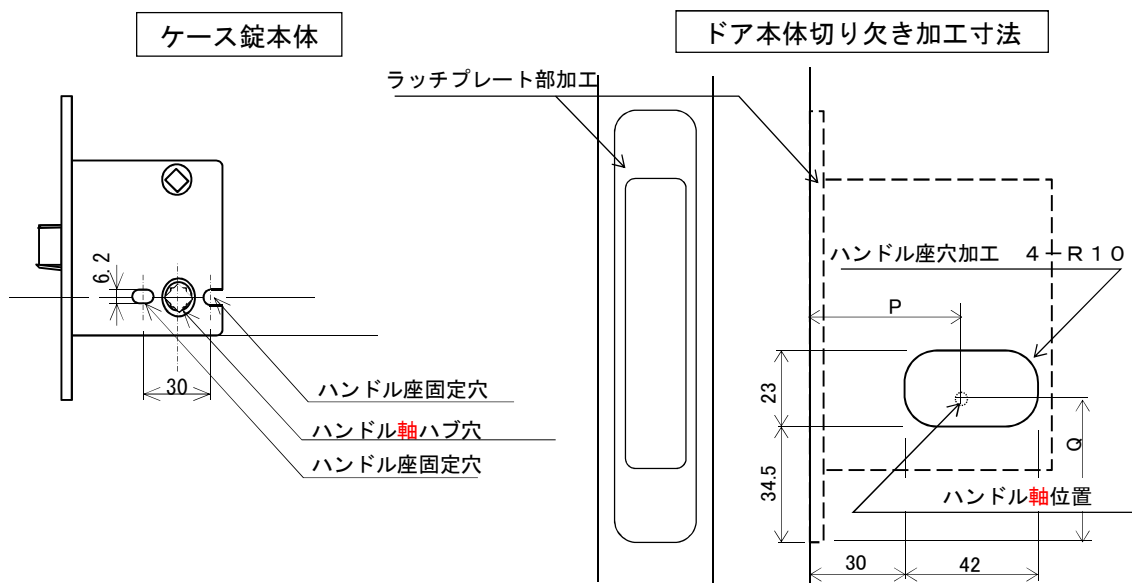 ケース錠本体
ドア本体切り欠き加工寸法
ラッチプレート部加工
6.2
30
ハンドル座固定穴
ハンドル軸ハブ穴
ハンドル座固定穴
ハンドル座穴加工 4-R10
P
23
34.5
Q
ハンドル軸位置
30
42